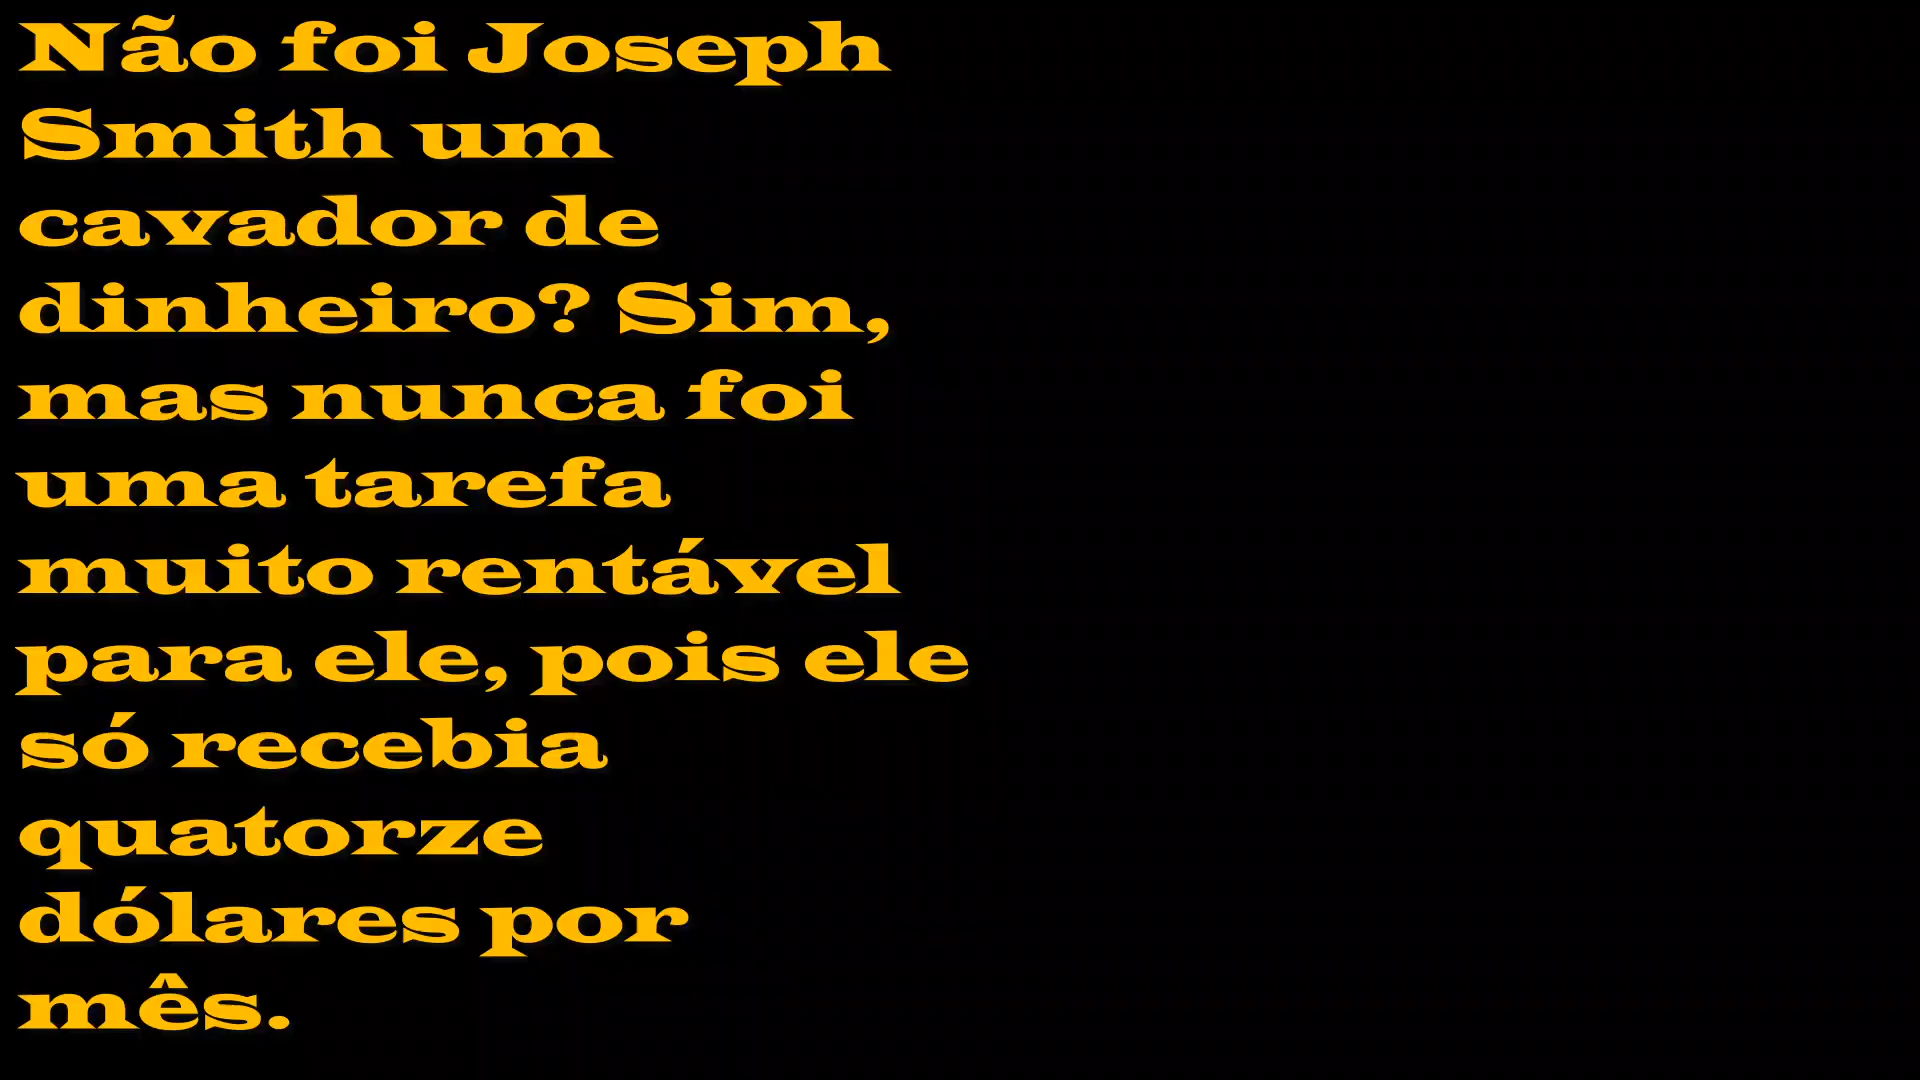 Não foi Joseph
Smith um
cavador de
dinheiro? Sim,
mas nunca foi
uma tarefa
muito rentável
para ele, pois ele
só recebia
quatorze
dólares por
mês.